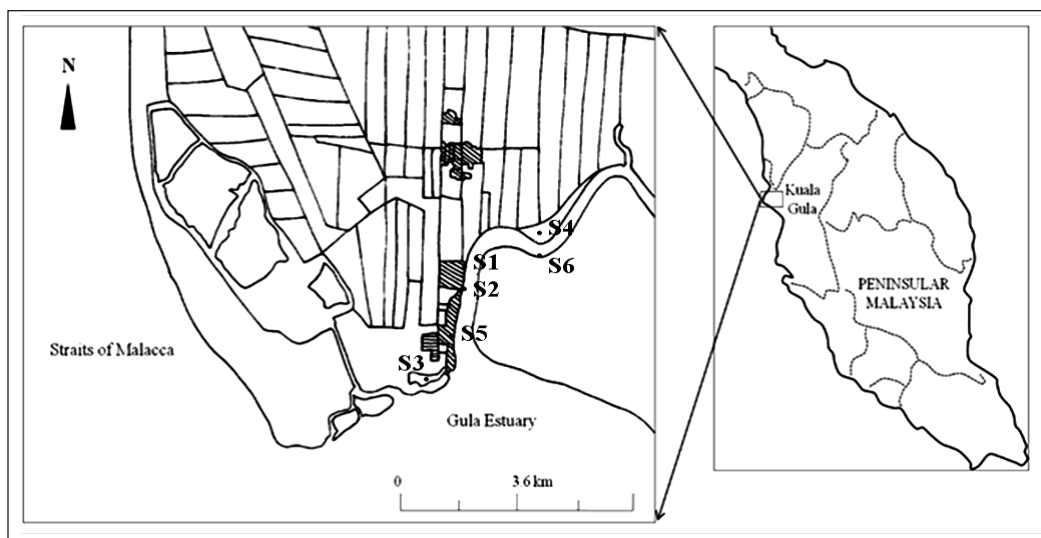 N
S4
S1
S6
S2
S5
Straits of Malacca
S3
Gula Estuary
0
3.6 km
Kuala
Gula
PENINSULAR
MALAYSIA